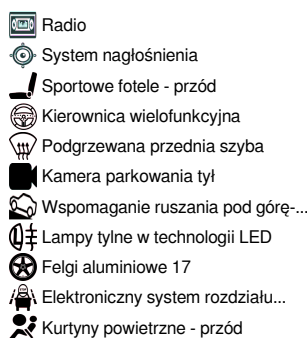 Radio
System nagłośnienia
Sportowe fotele - przód
Kierownica wielofunkcyjna
Podgrzewana przednia szyba
Kamera parkowania tył
Wspomaganie ruszania pod górę-...
Lampy tylne w technologii LED
Felgi aluminiowe 17
Elektroniczny system rozdziału...
Kurtyny powietrzne - przód